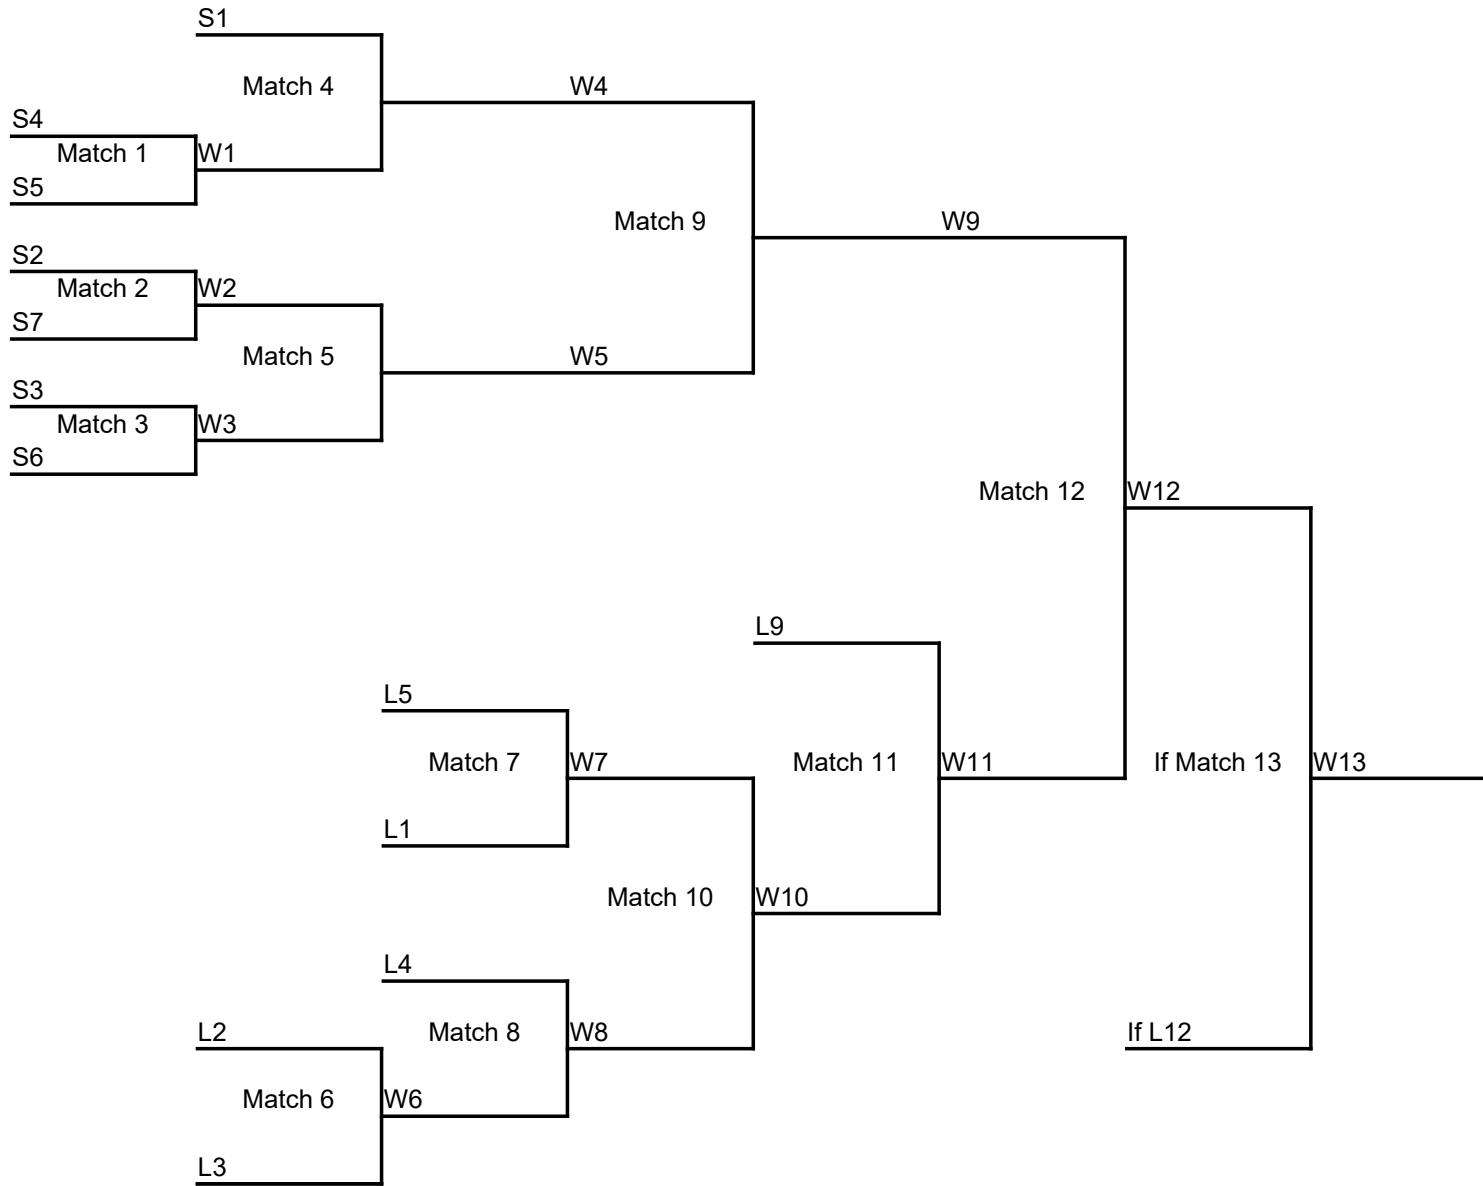 S1
Match 4
W4
S4
Match 1
W1
S5
Match 9
W9
S2
Match 2
W2
S7
Match 5
W5
S3
Match 3
W3
S6
Match 12
W12
L9
L5
Match 7
W7
Match 11
W11
If Match 13
W13
L1
Match 10
W10
L4
L2
Match 8
W8
If L12
Match 6
W6
L3